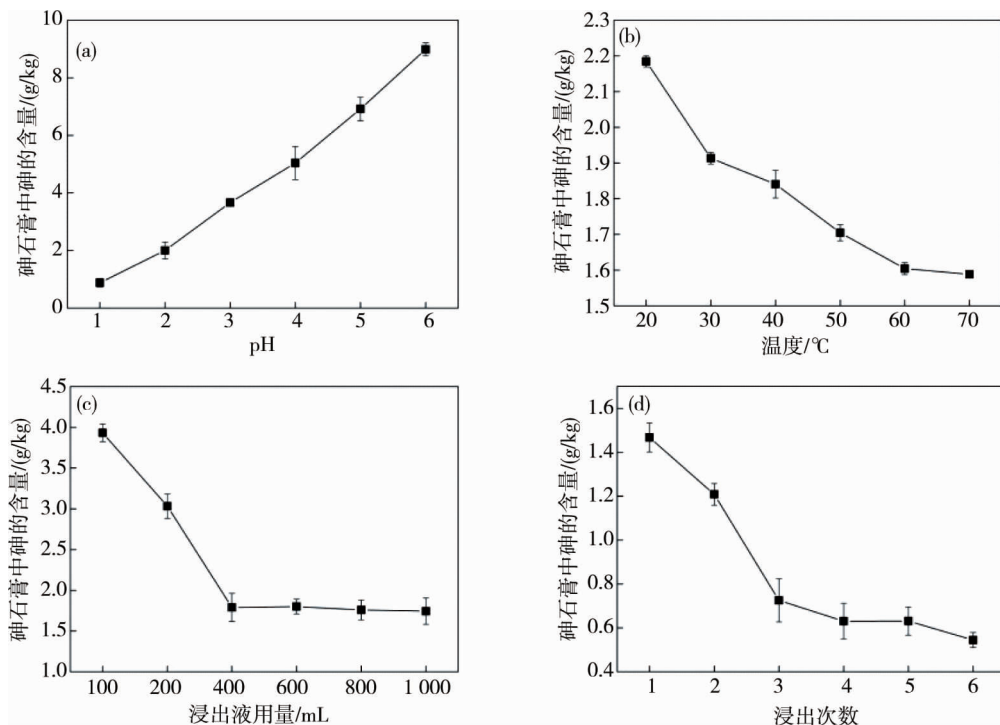 (a)
砷石膏中砷的含量/(g/kg)
10
8
6
4
2
0
1 2 3 4 5 6
pH
(b)
砷石膏中砷的含量/(g/kg)
2.3
2.2
2.1
2.0
1.9
1.8
1.7
1.6
1.5
20 30 40 50 60 70
温度/℃
(c)
砷石膏中砷的含量/(g/kg)
4.5
4.0
3.5
3.0
2.5
2.0
1.5
1.0
100 200 400 600 800 1 000
浸出液用量/mL
(d)
砷石膏中砷的含量/(g/kg)
1.6
1.4
1.2
1.0
0.8
0.6
0.4
1 2 3 4 5 6
浸出次数